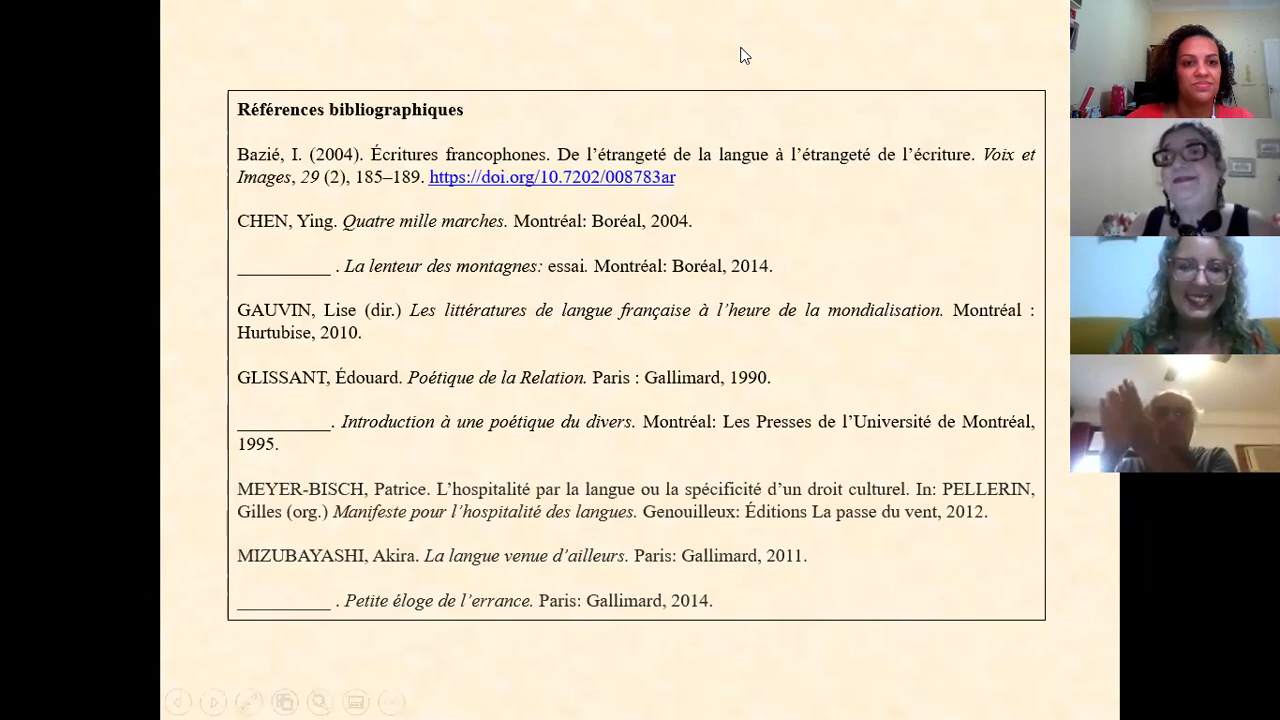 Références bibliographiques
Bazié, I. (2004). Écritures francophones. De l’étrangeté de la langue à l’étrangeté de l’écriture. Voix et
Images, 29 (2), 185–189. https://doi.org/10.7202/008783ar
CHEN, Ying. Quatre mille marches. Montréal: Boréal, 2004.
__________ . La lenteur des montagnes: essai. Montréal: Boréal, 2014.
GAUVIN, Lise (dir.) Les littératures de langue française à l’heure de la mondialisation. Montréal :
Hurtubise, 2010.
GLISSANT, Édouard. Poétique de la Relation. Paris : Gallimard, 1990.
__________. Introduction à une poétique du divers. Montréal: Les Presses de l’Université de Montréal,
1995.
MEYER-BISCH, Patrice. L’hospitalité par la langue ou la spécificité d’un droit culturel. In: PELLERIN,
Gilles (org.) Manifeste pour l’hospitalité des langues. Genouilleux: Éditions La passe du vent, 2012.
MIZUBAYASHI, Akira. La langue venue d’ailleurs. Paris: Gallimard, 2011.
__________ . Petite éloge de l’errance. Paris: Gallimard, 2014.